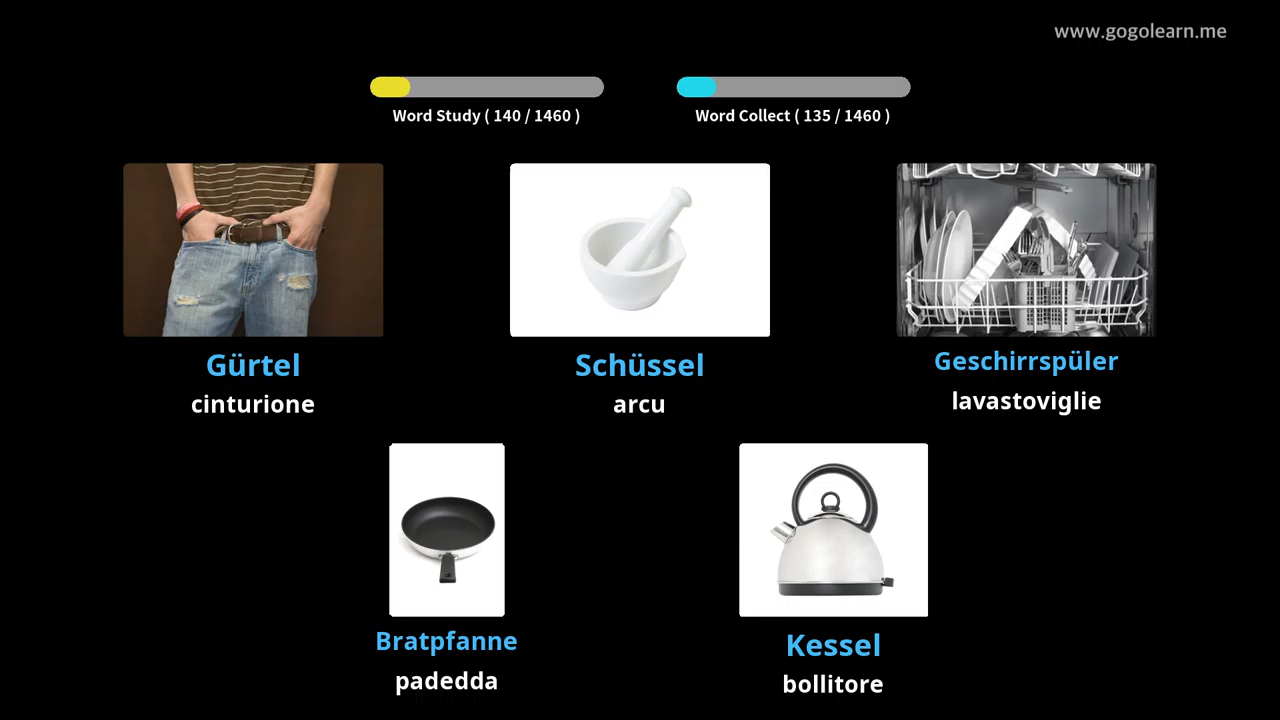 www.gogolearn.me
Word Study ( 140 / 1460 )
Word Collect ( 135 / 1460 )
Gürtel
cinturione
Schüssel
arcu
Geschirrspüler
lavastoviglie
Bratpfanne
padedda
Kessel
bollitore